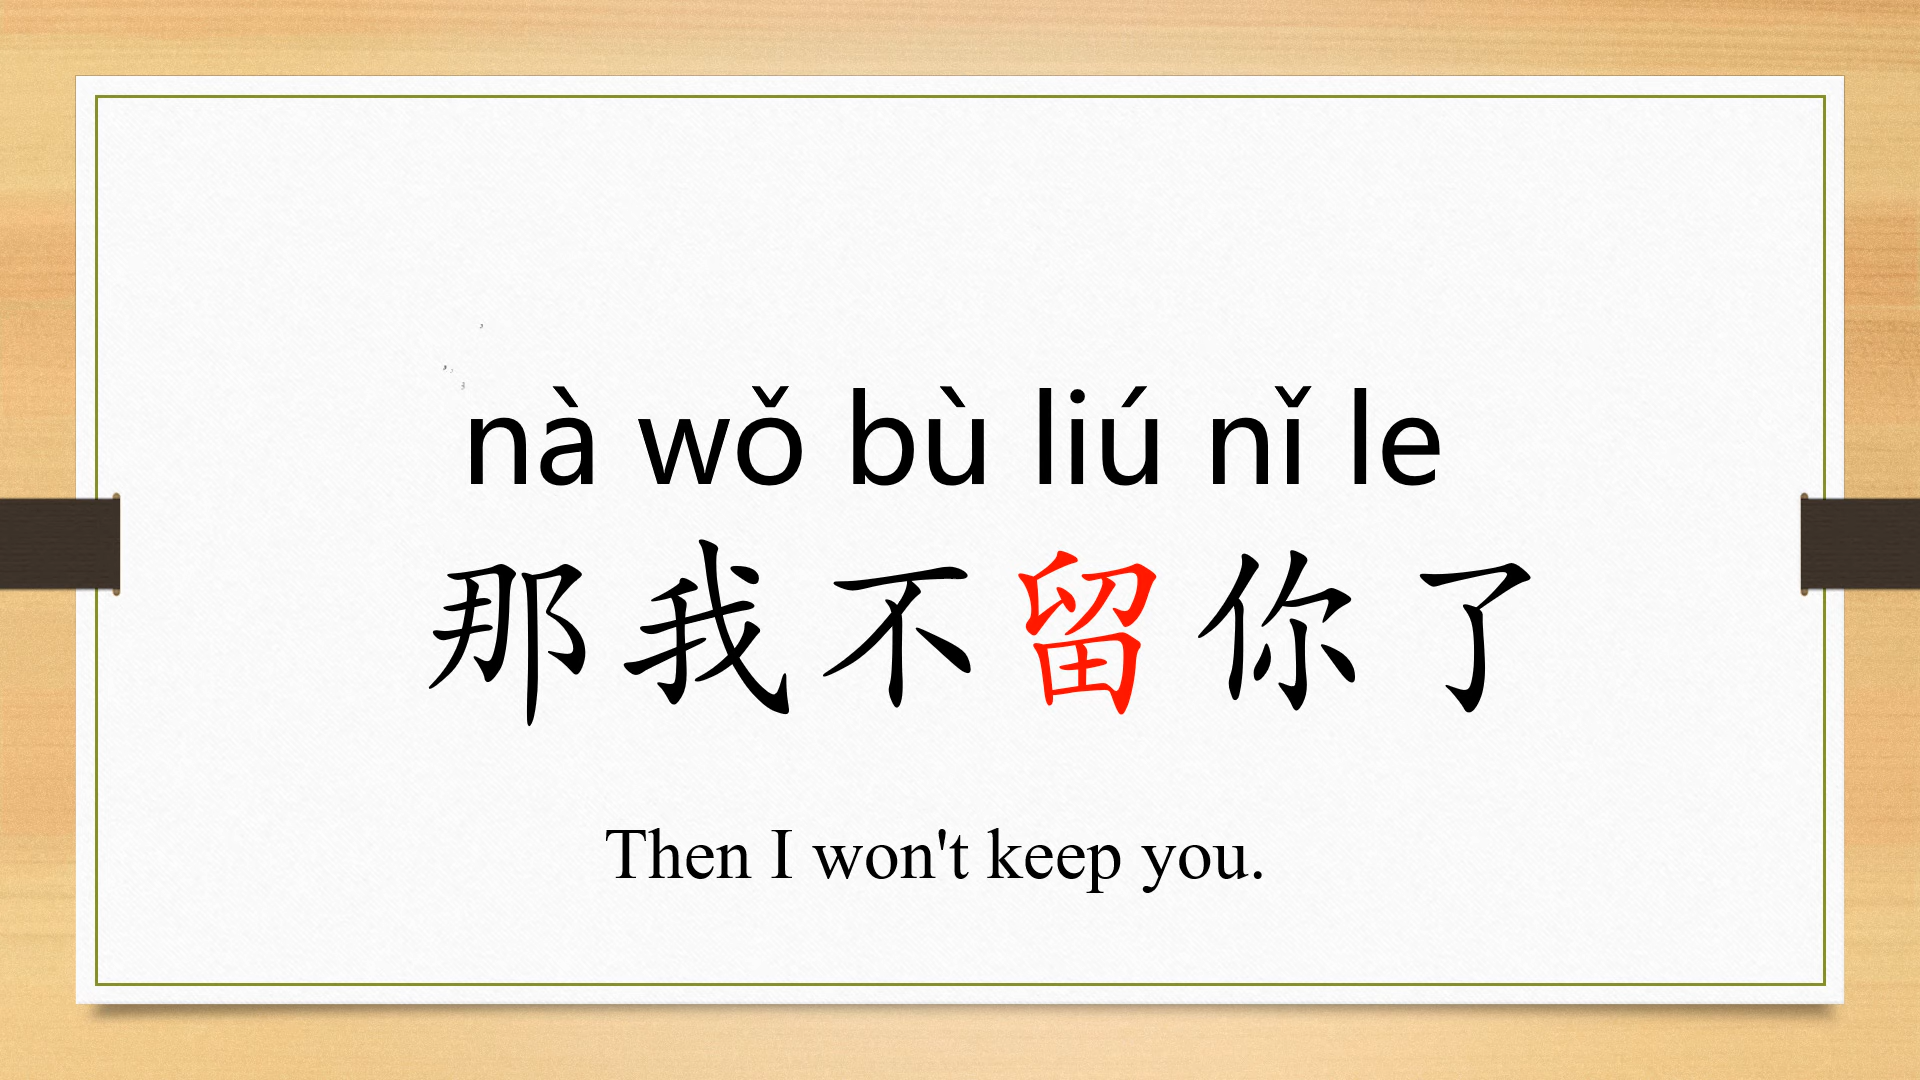 nà wǒ bù liú nǐ le
那我不留你了
Then I won't keep you.